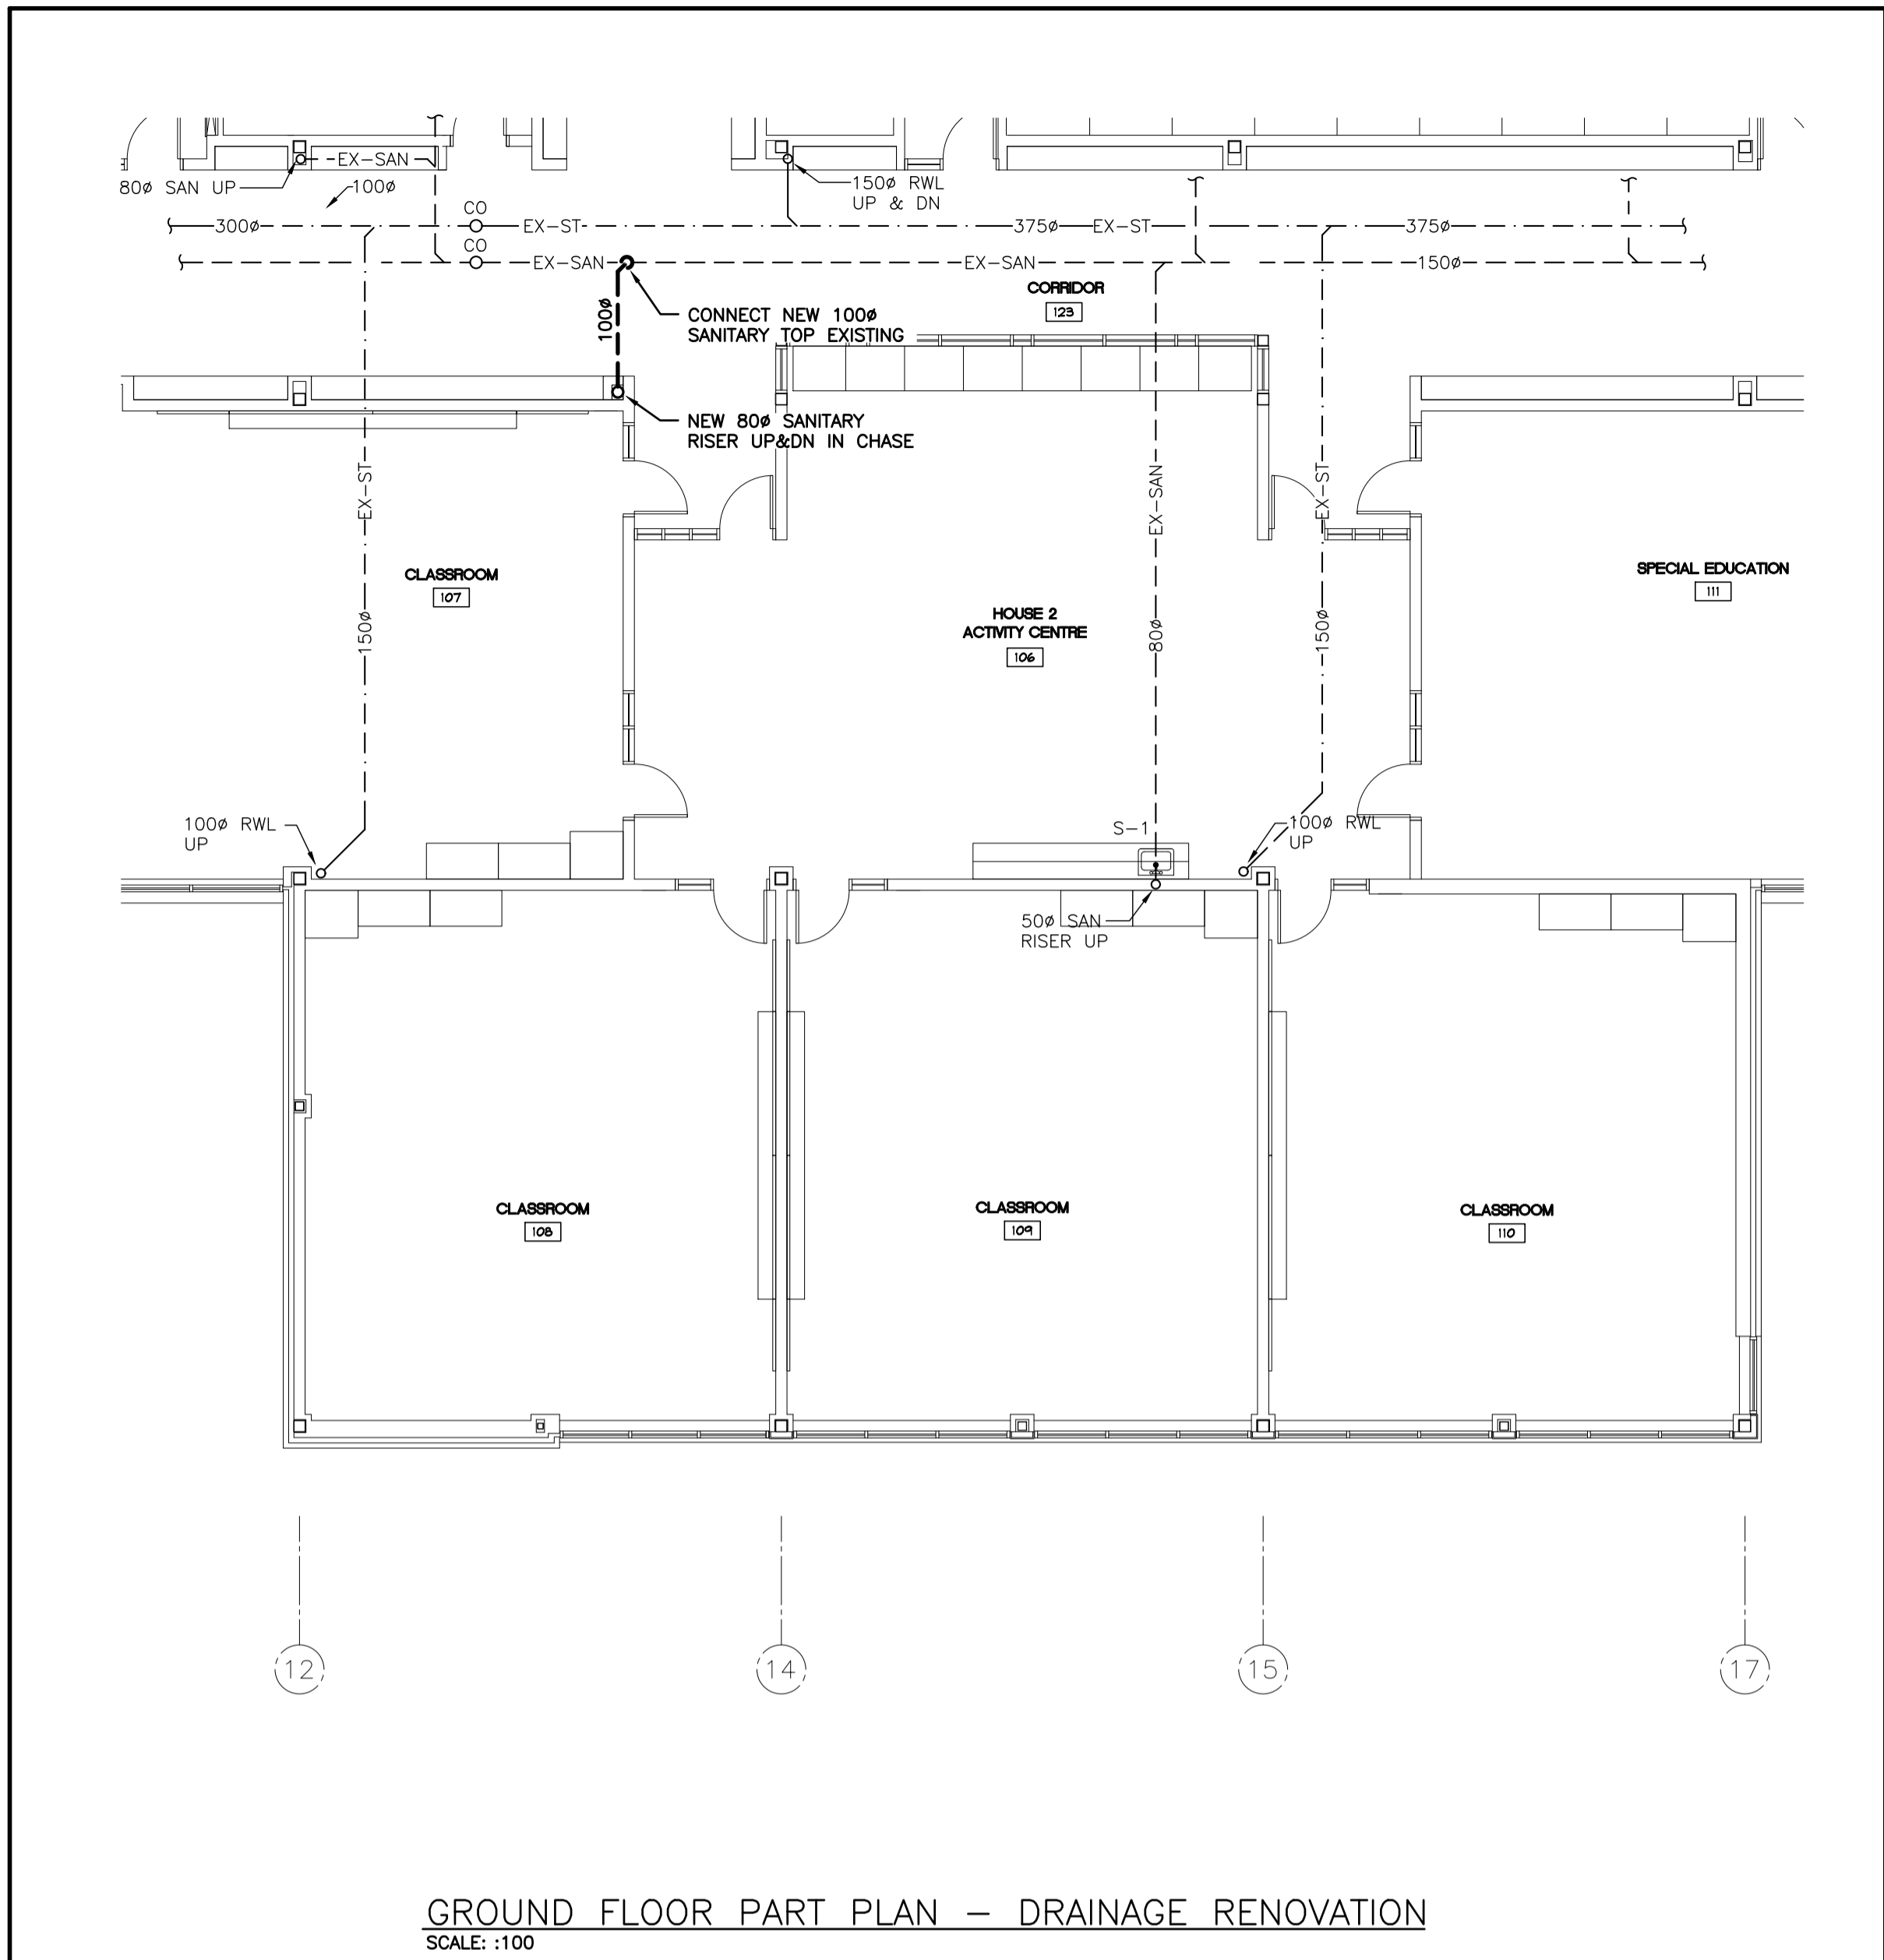 EX-SAN
80ø SAN UP
100ø
150ø RWL
UP & DN
CO
300ø
EX-ST
375ø
EX-ST
375ø
CO
EX-SAN
EX-SAN
150ø
CORRIDOR
123
100ø
CONNECT NEW 100ø
SANITARY TOP EXISTING
NEW 80ø SANITARY
RISER UP&DN IN CHASE
EX-ST
EX-SAN
EX-ST
CLASSROOM
107
SPECIAL EDUCATION
111
HOUSE 2
ACTIVITY CENTRE
106
150ø
80ø
150ø
100ø RWL
UP
S-1
100ø RWL
UP
50ø SAN
RISER UP
CLASSROOM
108
CLASSROOM
109
CLASSROOM
110
12
14
15
17
GROUND FLOOR PART PLAN - DRAINAGE RENOVATION
SCALE: :100